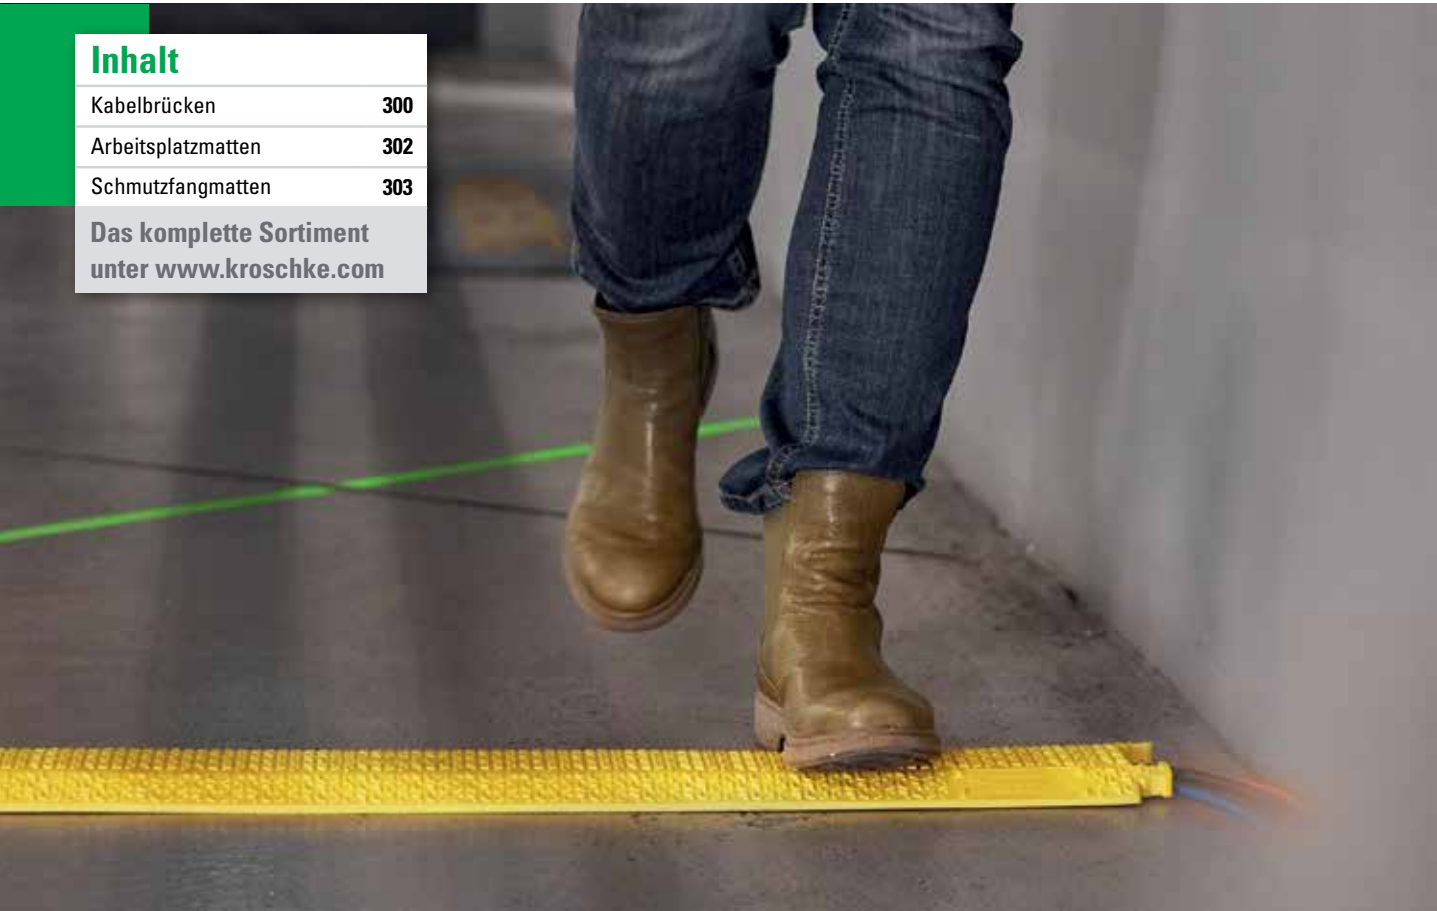 Inhalt
Kabelbrücken 300
Arbeitsplatzmatten 302
Schmutzfangmatten 303
Das komplette Sortiment
unter www.kroschke.com